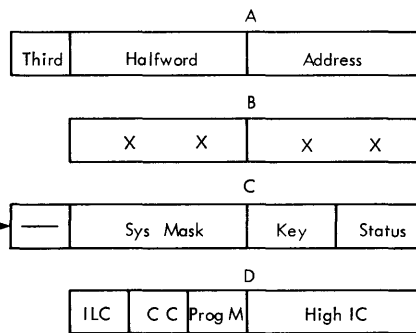 A
Third Halfword Address
B
X X X X
C
— Sys Mask Key Status
D
ILC C C Prog M High IC